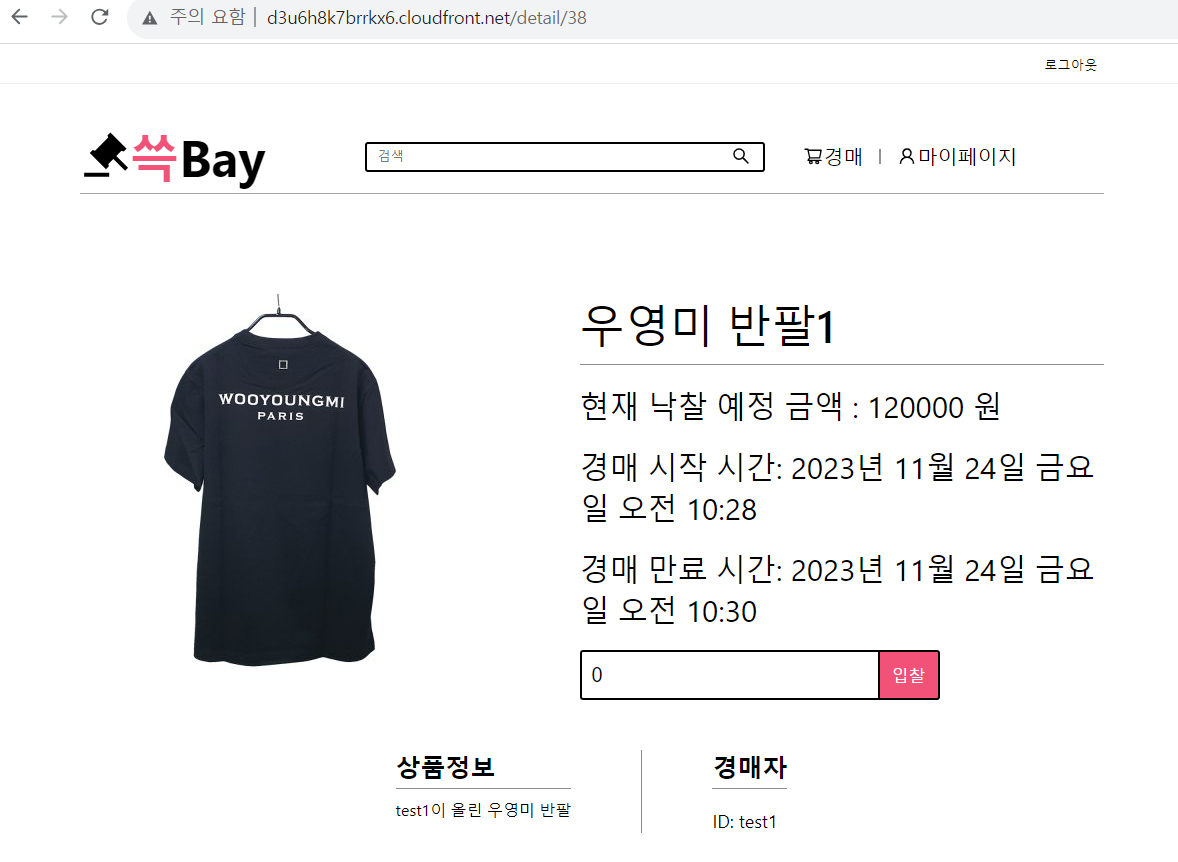 주의 요함 | d3u6h8k7brrkx6.cloudfront.net/detail/38
로그아웃
쓱Bay
검색
경매 | 마이페이지
WOOYOUNGMI
PARIS
우영미 반팔1
현재 낙찰 예정 금액 : 120000 원
경매 시작 시간: 2023년 11월 24일 금요
일 오전 10:28
경매 만료 시간: 2023년 11월 24일 금요
일 오전 10:30
0 입찰
상품정보
test1이 올린 우영미 반팔
경매자
ID: test1